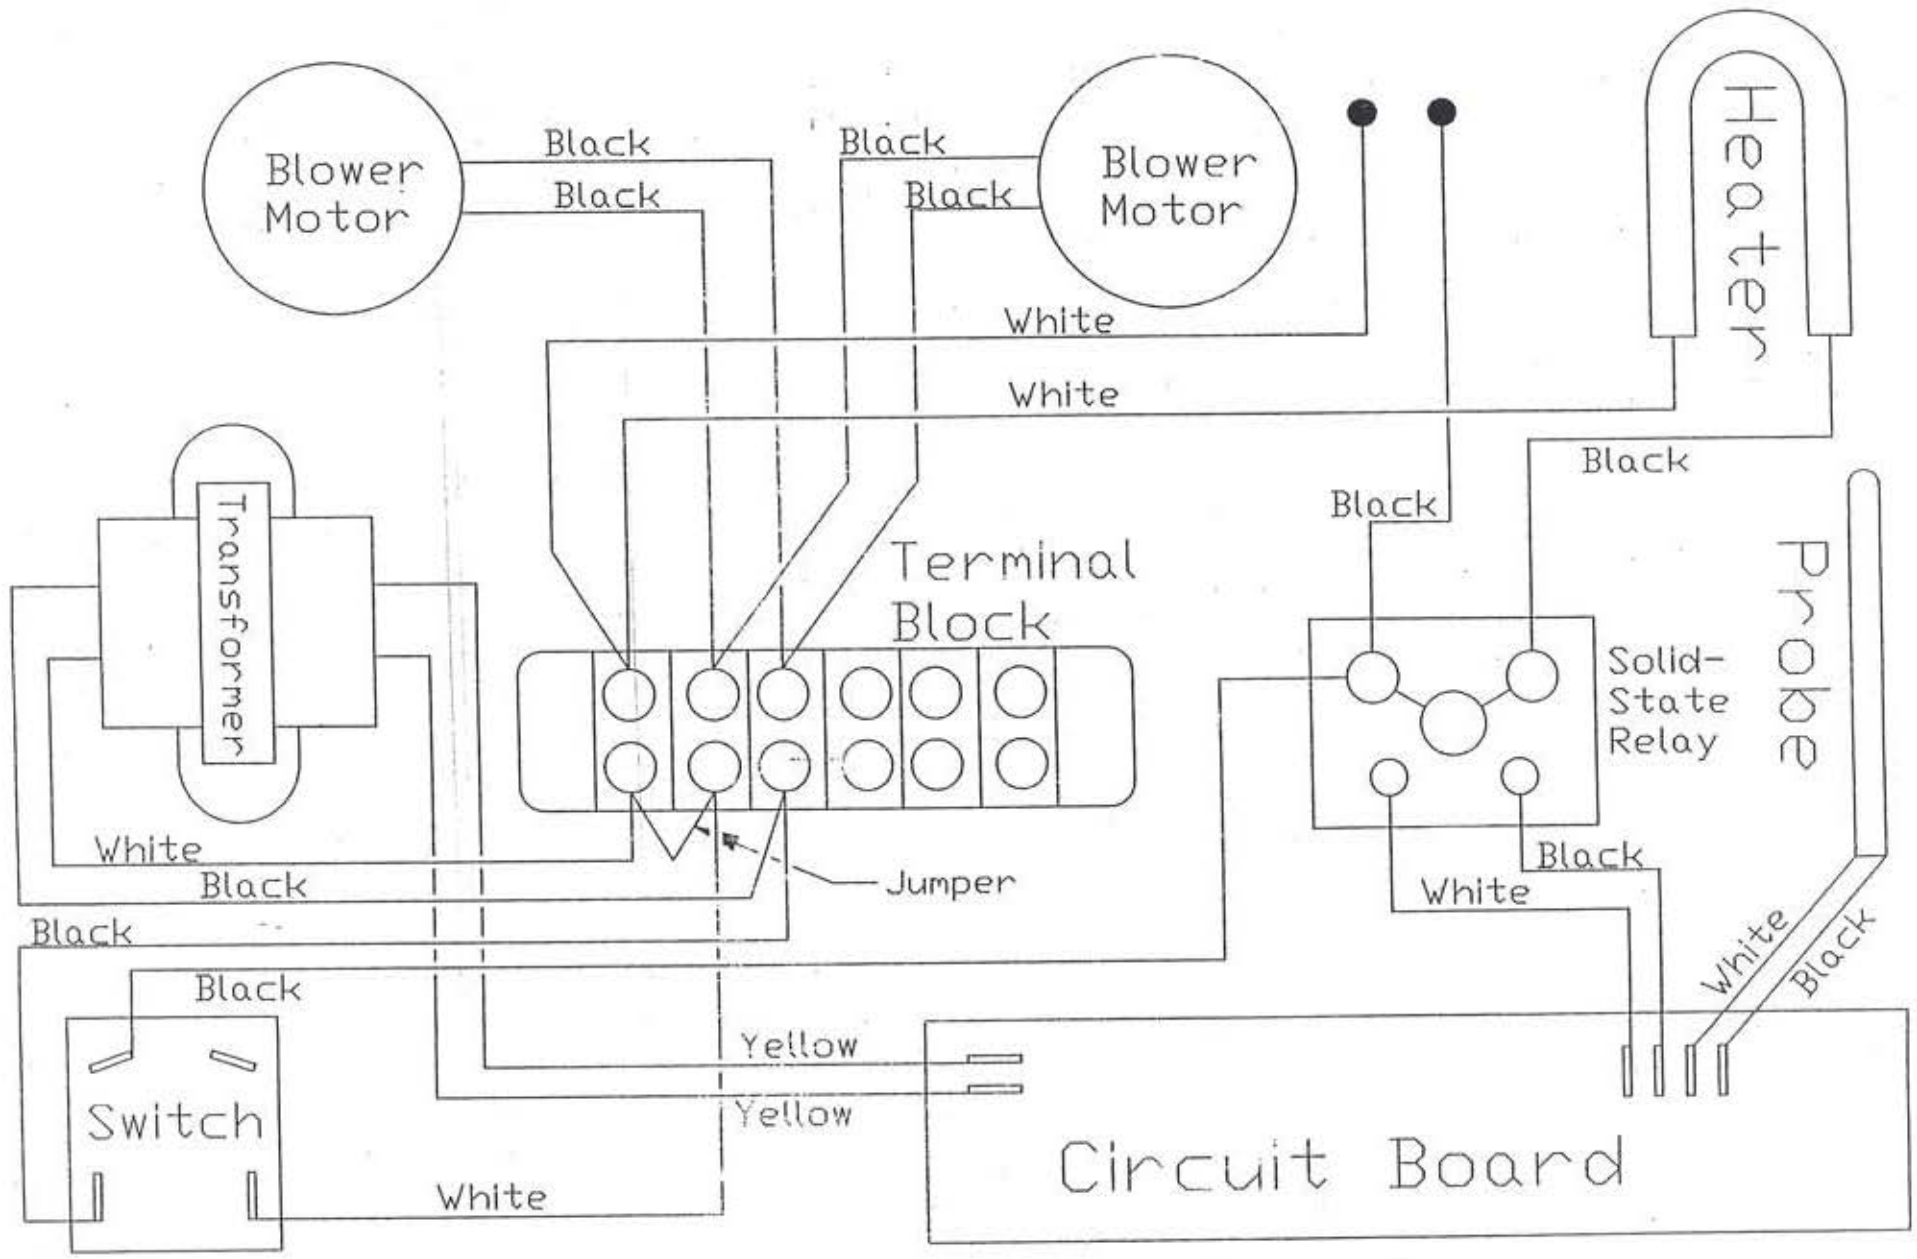 Black
Black
Blower
Motor
Black
Black
Blower
Motor
Heater
White
White
Black
Black
Transformer
Terminal
Block
Solid-
State
Relay
Probe
White
Black
Jumper
Black
White
Black
Black
White
Black
Yellow
Yellow
Switch
White
Circuit Board